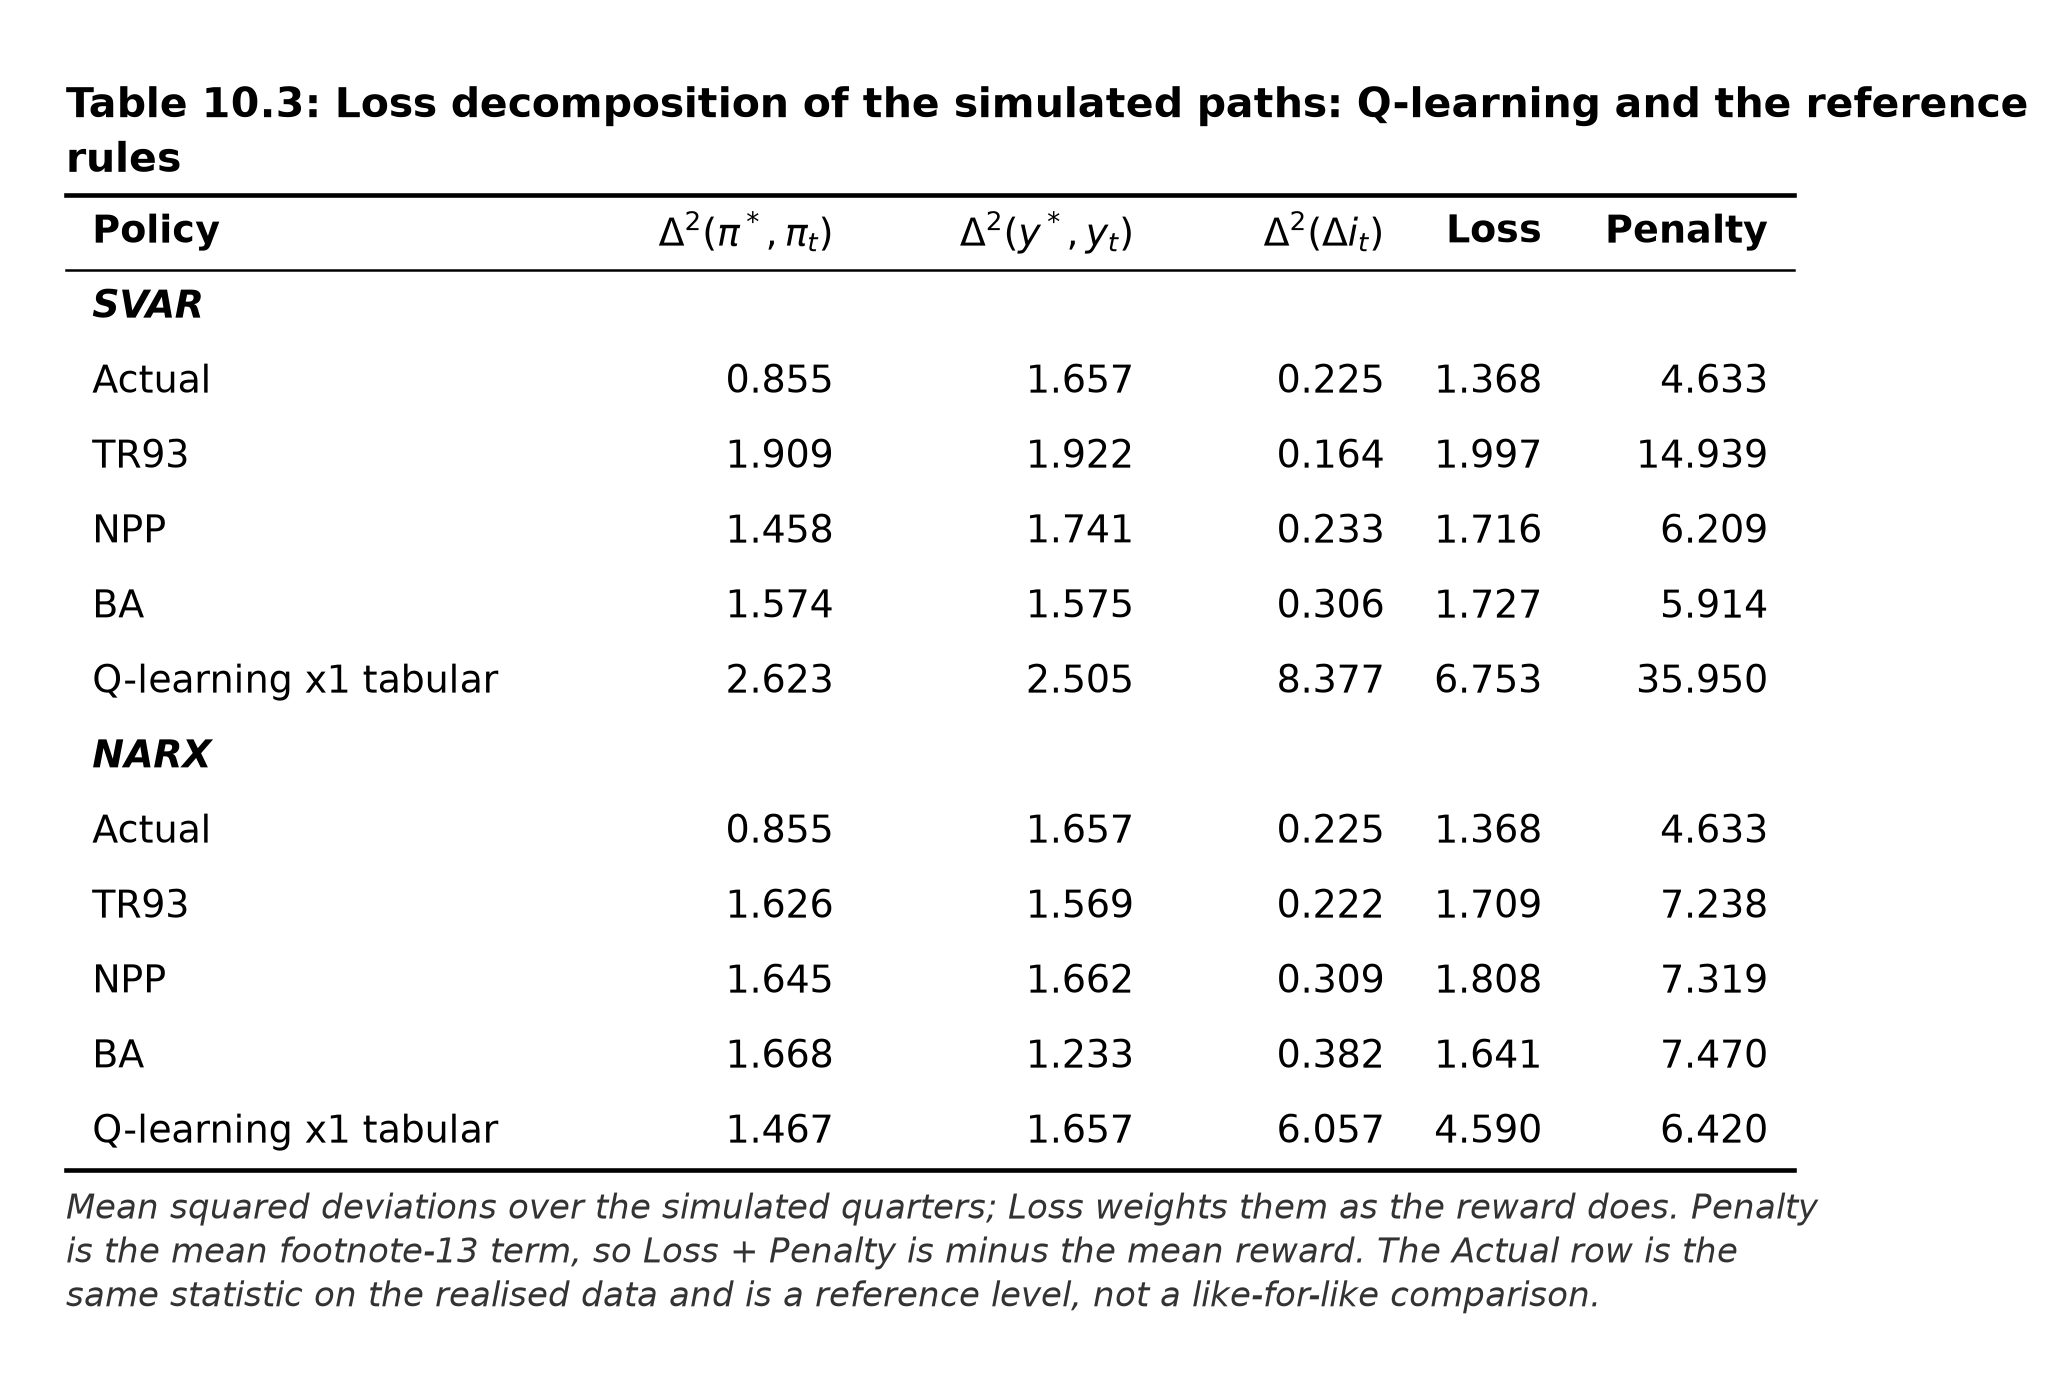 Table 10.3: Loss decomposition of the simulated paths: Q-learning and the reference
rules
Policy Δ²(π*, πₜ) Δ²(y*, yₜ) Δ²(Δiₜ) Loss Penalty
SVAR
Actual 0.855 1.657 0.225 1.368 4.633
TR93 1.909 1.922 0.164 1.997 14.939
NPP 1.458 1.741 0.233 1.716 6.209
BA 1.574 1.575 0.306 1.727 5.914
Q-learning x1 tabular 2.623 2.505 8.377 6.753 35.950
NARX
Actual 0.855 1.657 0.225 1.368 4.633
TR93 1.626 1.569 0.222 1.709 7.238
NPP 1.645 1.662 0.309 1.808 7.319
BA 1.668 1.233 0.382 1.641 7.470
Q-learning x1 tabular 1.467 1.657 6.057 4.590 6.420
Mean squared deviations over the simulated quarters; Loss weights them as the reward does. Penalty
is the mean footnote-13 term, so Loss + Penalty is minus the mean reward. The Actual row is the
same statistic on the realised data and is a reference level, not a like-for-like comparison.